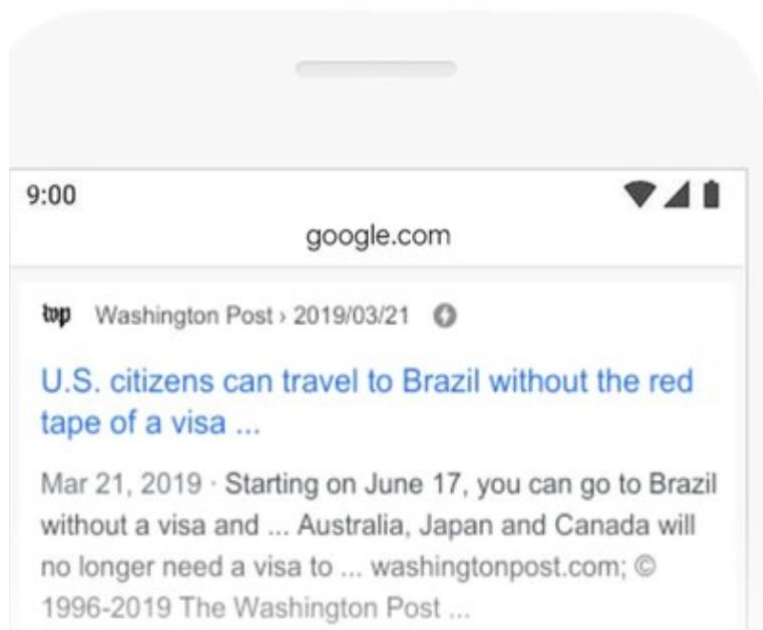 9:00
google.com
wp Washington Post › 2019/03/21
U.S. citizens can travel to Brazil without the red
tape of a visa ...
Mar 21, 2019 · Starting on June 17, you can go to Brazil
without a visa and ... Australia, Japan and Canada will
no longer need a visa to ... washingtonpost.com; ©
1996-2019 The Washington Post ...